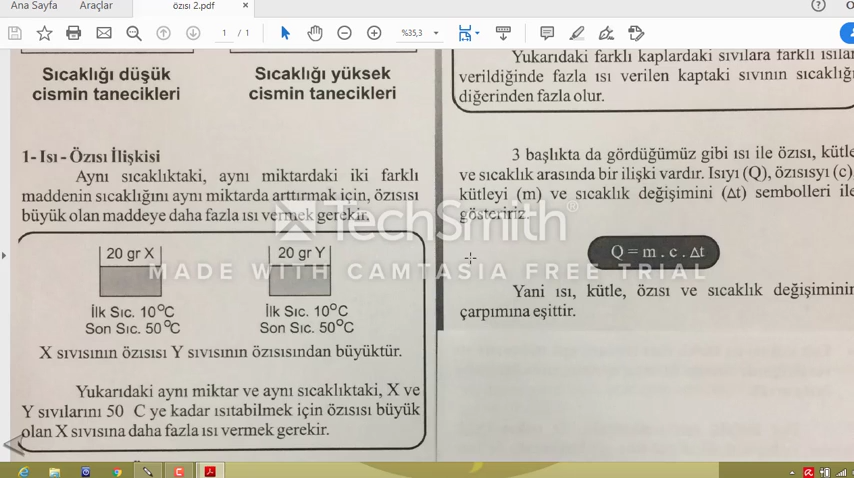 Ana Sayfa
Araçlar
özısı 2.pdf
1 / 1
%35,3
Sıcaklığı düşük
cismin tanecikleri
Sıcaklığı yüksek
cismin tanecikleri
1- Isı - Özısı İlişkisi
Aynı sıcaklıktaki, aynı miktardaki iki farklı
maddenin sıcaklığını aynı miktarda arttırmak için, özısısı
büyük olan maddeye daha fazla ısı vermek gerekir.
20 gr X
İlk Sıc. 10°C
Son Sıc. 50°C
20 gr Y
İlk Sıc. 10°C
Son Sıc. 50°C
X sıvısının özısısı Y sıvısının özısısından büyüktür.
Yukarıdaki aynı miktar ve aynı sıcaklıktaki, X ve
Y sıvılarını 50 C ye kadar ısıtabilmek için özısısı büyük
olan X sıvısına daha fazla ısı vermek gerekir.
Yukarıdaki farklı kaplardaki sıvılara farklı ısılar
verildiğinde fazla ısı verilen kaptaki sıvının sıcaklığı
diğerinden fazla olur.
3 başlıkta da gördüğümüz gibi ısı ile özısı, kütle
ve sıcaklık arasında bir ilişki vardır. Isıyı (Q), özısısyı (c)
kütleyi (m) ve sıcaklık değişimini (Δt) sembolleri ile
gösteririz.
Q = m . c . Δt
Yani ısı, kütle, özısı ve sıcaklık değişiminin
çarpımına eşittir.
TechSmith
MADE WITH CAMTASIA FREE TRIAL